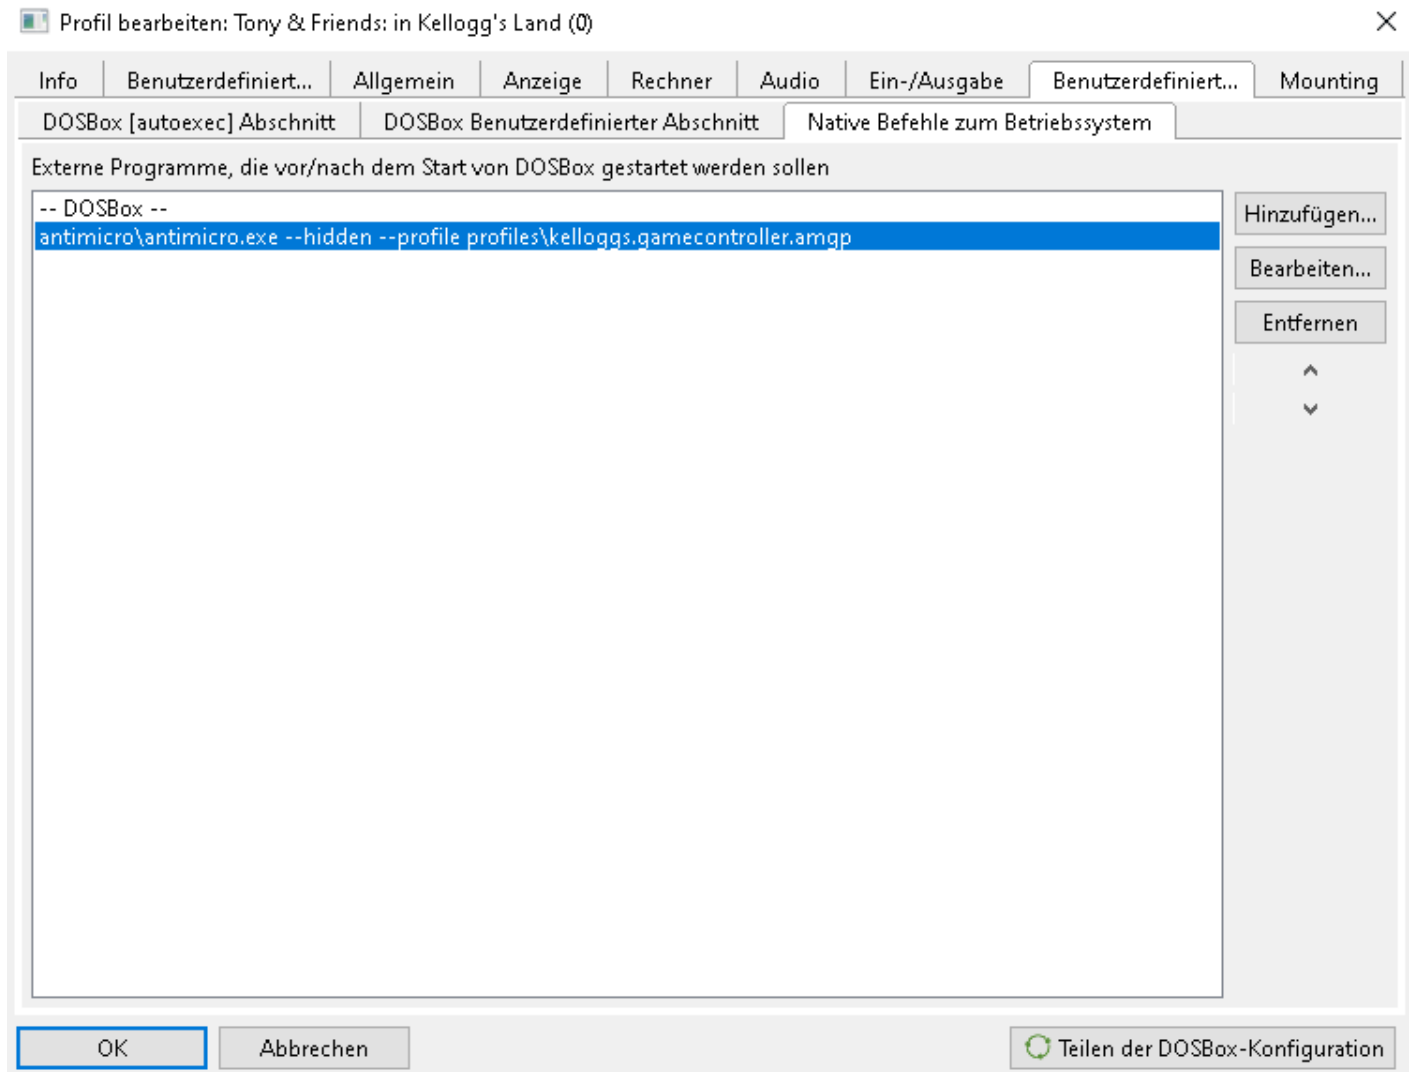 Profil bearbeiten: Tony & Friends: in Kellogg's Land (0)
Info Benutzerdefiniert... Allgemein Anzeige Rechner Audio Ein-/Ausgabe Benutzerdefiniert... Mounting
DOSBox [autoexec] Abschnitt DOSBox Benutzerdefinierter Abschnitt Native Befehle zum Betriebssystem
Externe Programme, die vor/nach dem Start von DOSBox gestartet werden sollen
-- DOSBox --
antimicro\antimicro.exe --hidden --profile profiles\kelloggs.gamecontroller.amgp
Hinzufügen...
Bearbeiten...
Entfernen
OK Abbrechen Teilen der DOSBox-Konfiguration